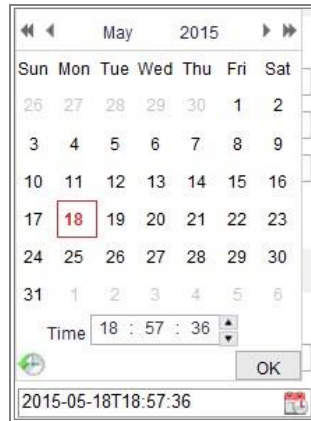 May 2015
Sun Mon Tue Wed Thu Fri Sat
26 27 28 29 30 1 2
3 4 5 6 7 8 9
10 11 12 13 14 15 16
17 18 19 20 21 22 23
24 25 26 27 28 29 30
31 1 2 3 4 5 6
Time 18 : 57 : 36
OK
2015-05-18T18:57:36